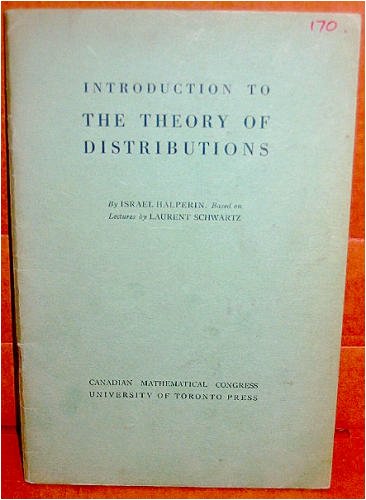 170.
INTRODUCTION TO
THE THEORY OF
DISTRIBUTIONS
By ISRAEL HALPERIN. Based on
Lectures by LAURENT SCHWARTZ
CANADIAN MATHEMATICAL CONGRESS
UNIVERSITY OF TORONTO PRESS